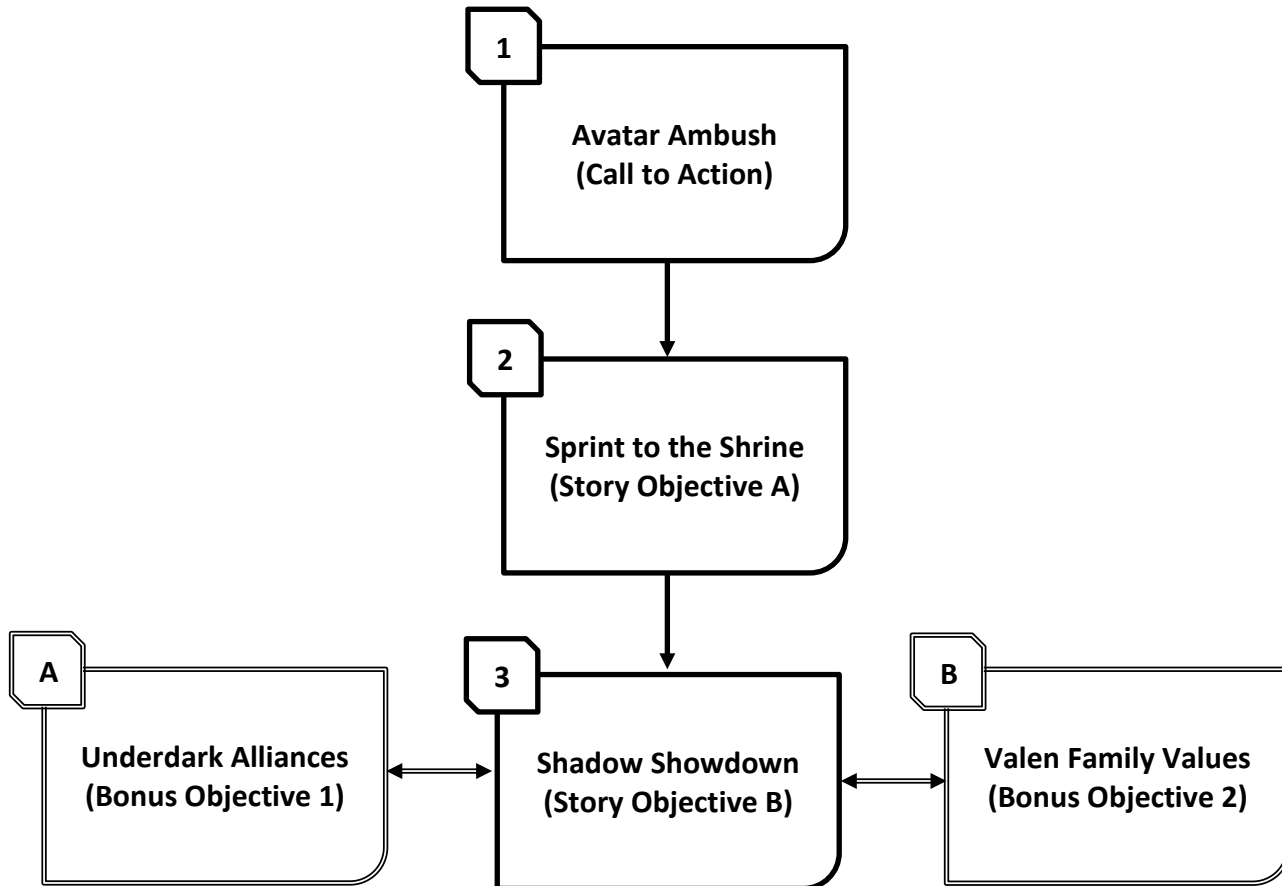 1
Avatar Ambush
(Call to Action)
2
Sprint to the Shrine
(Story Objective A)
A
Underdark Alliances
(Bonus Objective 1)
3
Shadow Showdown
(Story Objective B)
B
Valen Family Values
(Bonus Objective 2)